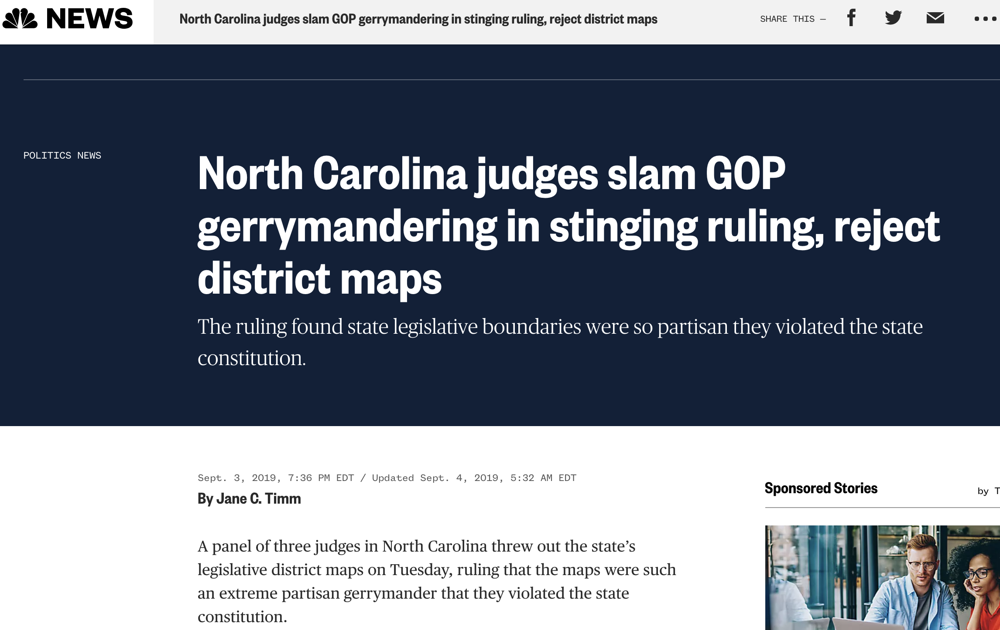 NEWS
North Carolina judges slam GOP gerrymandering in stinging ruling, reject district maps
SHARE THIS —
POLITICS NEWS
North Carolina judges slam GOP
gerrymandering in stinging ruling, reject
district maps
The ruling found state legislative boundaries were so partisan they violated the state
constitution.
Sept. 3, 2019, 7:36 PM EDT / Updated Sept. 4, 2019, 5:32 AM EDT
By Jane C. Timm
A panel of three judges in North Carolina threw out the state’s
legislative district maps on Tuesday, ruling that the maps were such
an extreme partisan gerrymander that they violated the state
constitution.
Sponsored Stories
by T